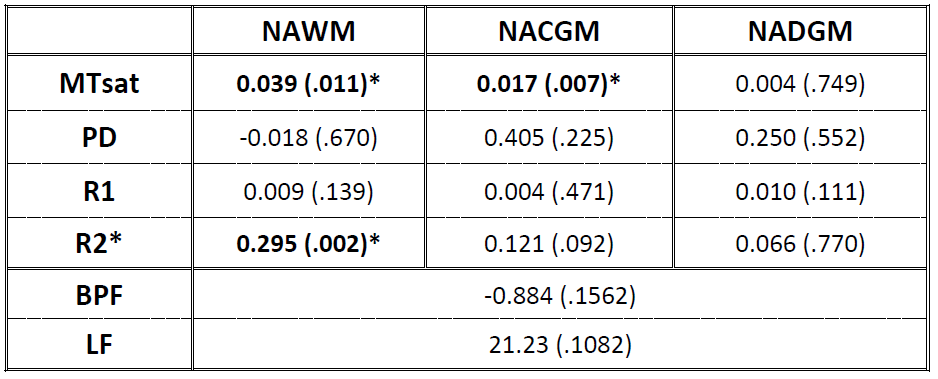 NAWM NACGM NADGM
MTsat 0.039 (.011)* 0.017 (.007)* 0.004 (.749)
PD -0.018 (.670) 0.405 (.225) 0.250 (.552)
R1 0.009 (.139) 0.004 (.471) 0.010 (.111)
R2* 0.295 (.002)* 0.121 (.092) 0.066 (.770)
BPF -0.884 (.1562)
LF 21.23 (.1082)